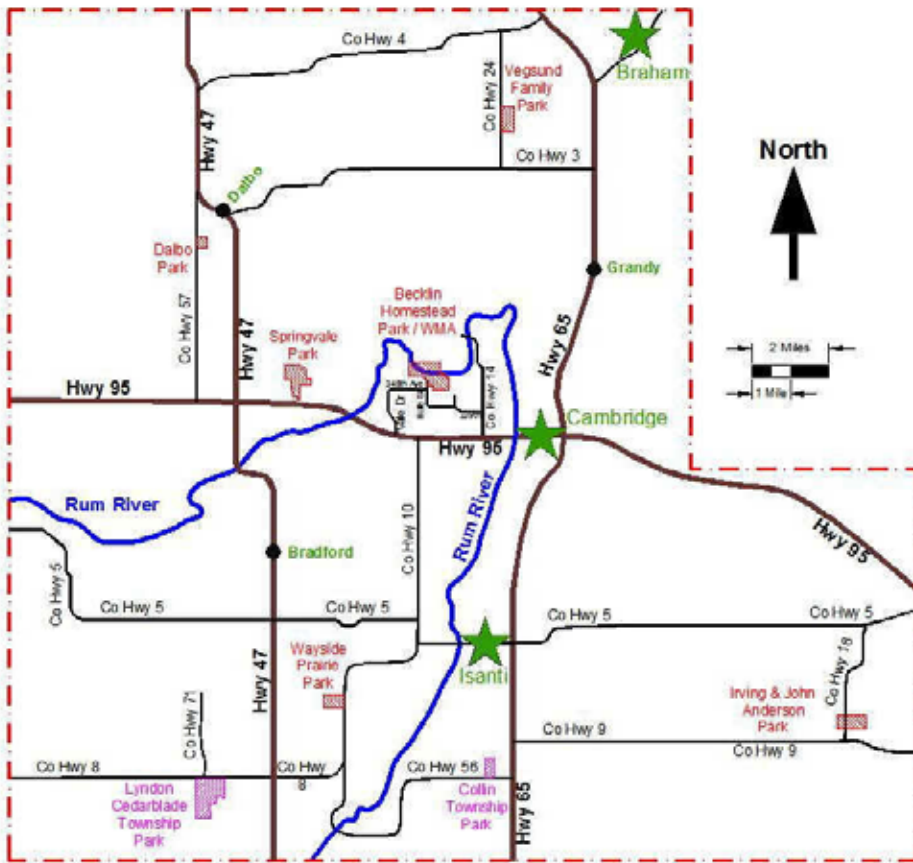 Co Hwy 4
Braham
Vegsund
Family
Park
Co Hwy 24
Hwy 47
Co Hwy 3
North
Dalbo
Dalbo
Park
Grandy
Becklin
Homestead
Park / WMA
Co Hwy 57
Hwy 47
Springvale
Park
Hwy 65
2 Miles
1 Mile
Hwy 95
Co Hwy 14
Cambridge
Hwy 95
Rum River
Rum River
Co Hwy 10
Hwy 95
Bradford
Co Hwy 5
Co Hwy 5
Co Hwy 5
Co Hwy 5
Co Hwy 5
Wayside
Prairie
Park
Isanti
Hwy 47
Co Hwy 18
Irving & John
Anderson
Park
Co Hwy 71
Co Hwy 9
Co Hwy 9
Co Hwy 8
Co Hwy
8
Co Hwy 56
Lyndon
Cedarblade
Township
Park
Collin
Township
Park
Hwy 65